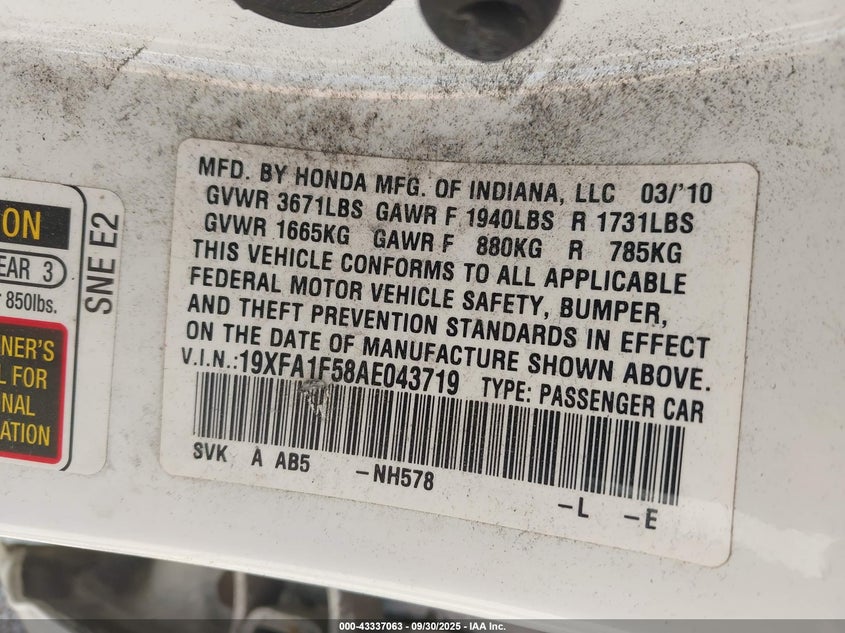 MFD. BY HONDA MFG. OF INDIANA, LLC 03/'10
GVWR 3671LBS GAWR F 1940LBS R 1731LBS
GVWR 1665KG GAWR F 880KG R 785KG
THIS VEHICLE CONFORMS TO ALL APPLICABLE
FEDERAL MOTOR VEHICLE SAFETY, BUMPER,
AND THEFT PREVENTION STANDARDS IN EFFECT
ON THE DATE OF MANUFACTURE SHOWN ABOVE.
V.I.N.:19XFA1F58AE043719 TYPE: PASSENGER CAR
SVK A AB5 -NH578 -L -E
ON
EAR 3
850lbs.
NER'S
L FOR
NAL
ATION
SNE E2
000-43337063 - 09/30/2025 - IAA Inc.